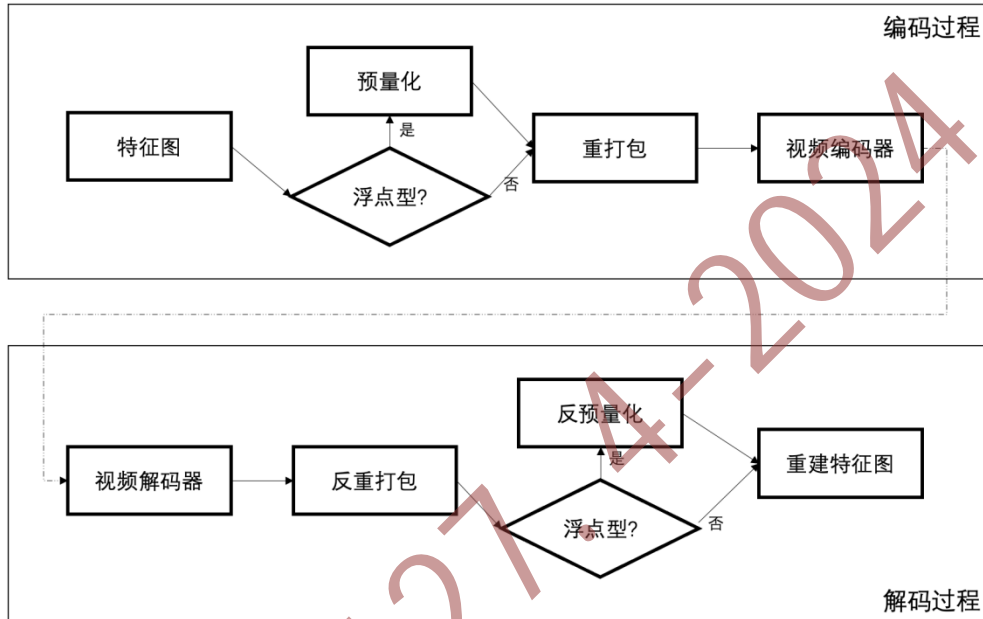 编码过程
预量化
特征图
是
浮点型?
否
重打包
视频编码器
反预量化
视频解码器
反重打包
是
浮点型?
否
重建特征图
解码过程
27.4-2024